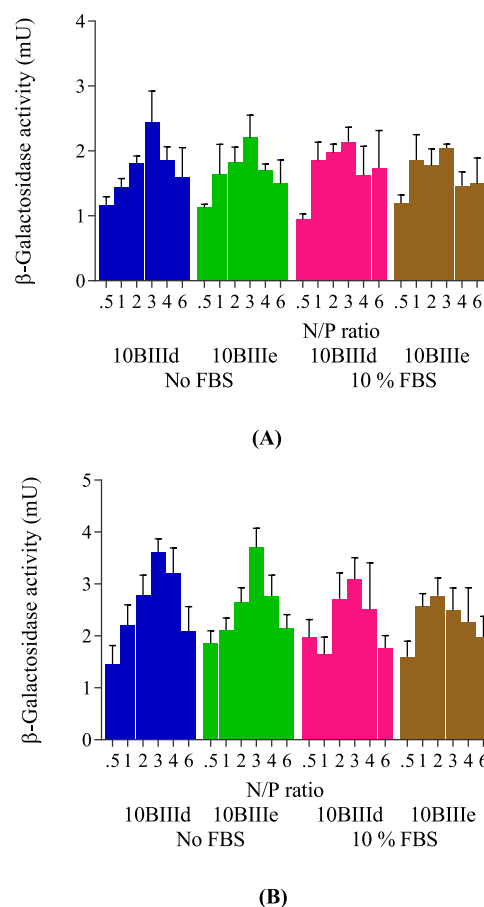 β-Galactosidase activity (mU)
4
3
2
1
0
.5 1 2 3 4 6 .5 1 2 3 4 6 .5 1 2 3 4 6 .5 1 2 3 4 6
N/P ratio
10BIIId 10BIIIe 10BIIId 10BIIIe
No FBS 10 % FBS
(A)
β-Galactosidase activity (mU)
5
4
3
2
1
0
.5 1 2 3 4 6 .5 1 2 3 4 6 .5 1 2 3 4 6 .5 1 2 3 4 6
N/P ratio
10BIIId 10BIIIe 10BIIId 10BIIIe
No FBS 10 % FBS
(B)